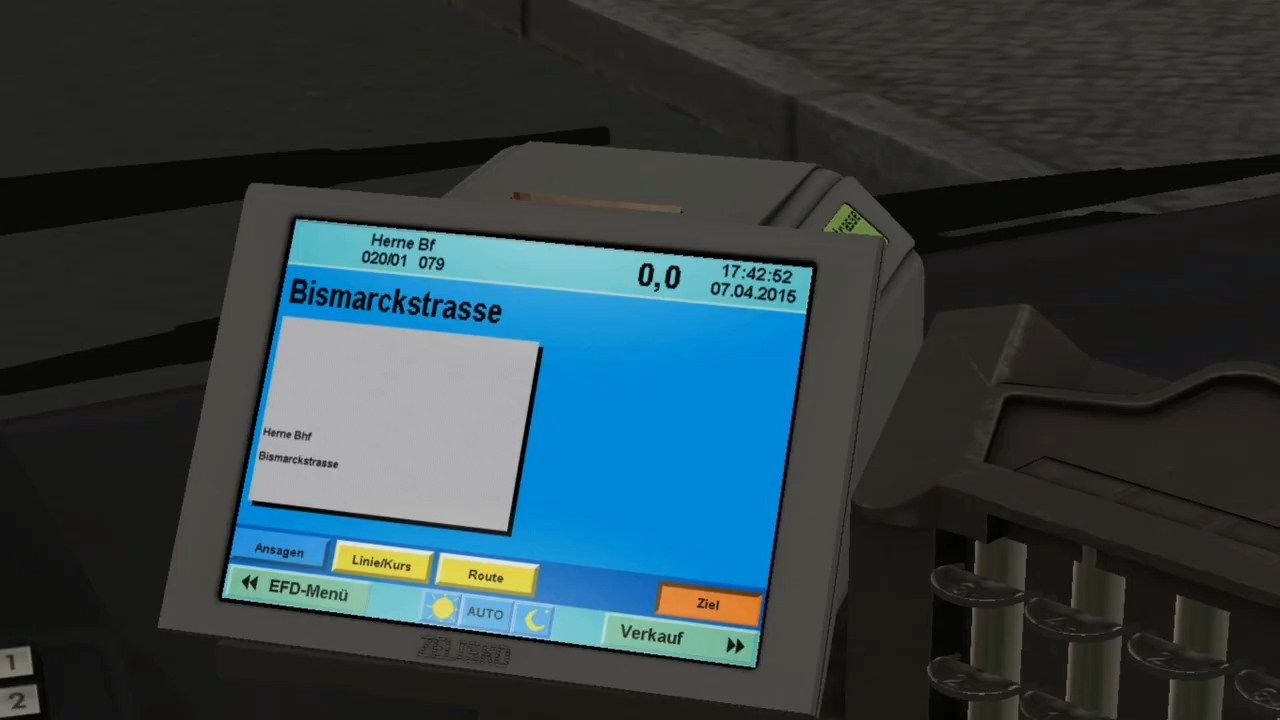 Herne Bf
020/01 079
0,0
17:42:52
07.04.2015
Bismarckstrasse
Herne Bhf
Bismarckstrasse
Ansagen
Linie/Kurs
Route
Ziel
EFD-Menü
AUTO
Verkauf
1
2